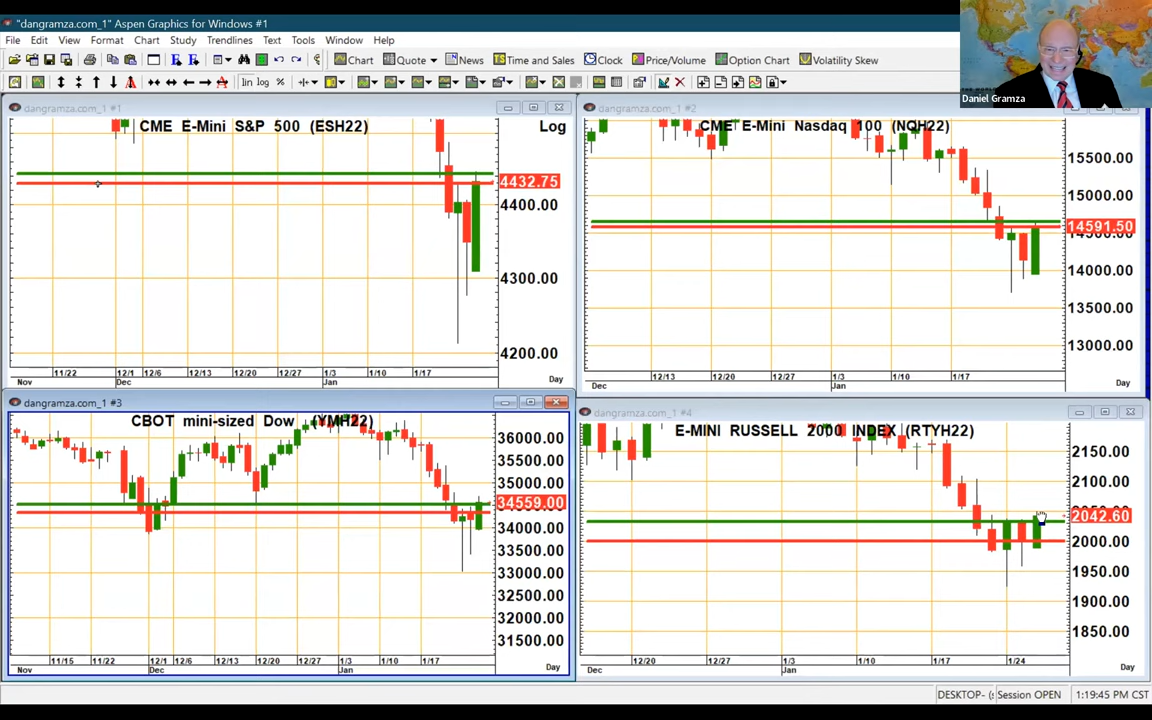 "dangramza.com_1" Aspen Graphics for Windows #1
File Edit View Format Chart Study Trendlines Text Tools Window Help
Chart Quote News Time and Sales Clock Price/Volume Option Chart Volatility Skew
lin log %
Daniel Gramza
dangramza.com_1 #1
CME E-Mini S&P 500 (ESH22)
Log
4432.75
4400.00
4300.00
4200.00
11/22 12/1 12/6 12/13 12/20 12/27 1/3 1/10 1/17
Nov Dec Jan Day
dangramza.com_1 #2
CME E-Mini Nasdaq 100 (NQH22)
15500.00
15000.00
14591.50
14000.00
13500.00
13000.00
12/13 12/20 12/27 1/3 1/10 1/17
Dec Jan Day
dangramza.com_1 #3
CBOT mini-sized Dow (YMH22)
36000.00
35500.00
35000.00
34559.00
34000.00
33500.00
33000.00
32500.00
32000.00
31500.00
11/15 11/22 12/1 12/6 12/13 12/20 12/27 1/3 1/10 1/17
Nov Dec Jan Day
dangramza.com_1 #4
E-MINI RUSSELL 2000 INDEX (RTYH22)
2150.00
2100.00
2042.60
2000.00
1950.00
1900.00
1850.00
12/20 12/27 1/3 1/10 1/17 1/24
Dec Jan Day
DESKTOP- (s Session OPEN 1:19:45 PM CST